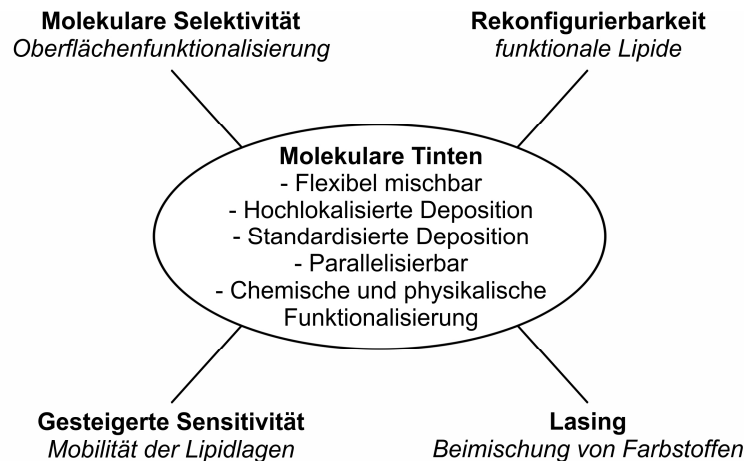 Molekulare Selektivität
Oberflächenfunktionalisierung
Rekonfigurierbarkeit
funktionale Lipide
Molekulare Tinten
- Flexibel mischbar
- Hochlokalisierte Deposition
- Standardisierte Deposition
- Parallelisierbar
- Chemische und physikalische
Funktionalisierung
Gesteigerte Sensitivität
Mobilität der Lipidlagen
Lasing
Beimischung von Farbstoffen